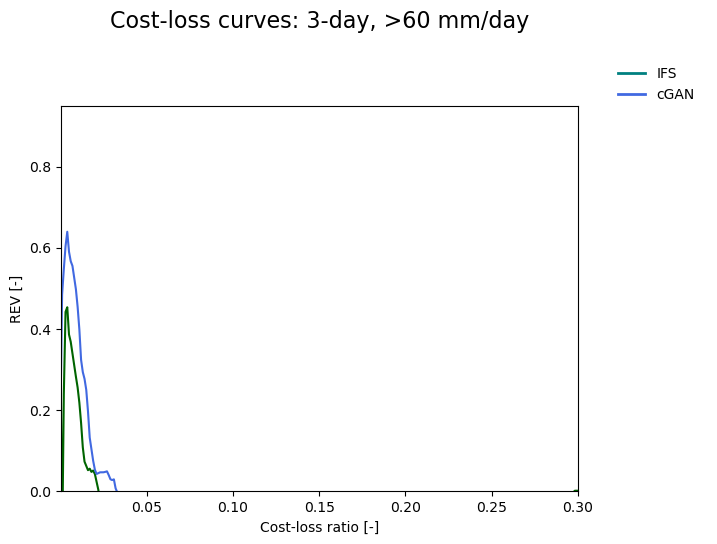 Cost-loss curves: 3-day, >60 mm/day
IFS
cGAN
0.8
0.6
0.4
0.2
0.0
REV [-]
0.05 0.10 0.15 0.20 0.25 0.30
Cost-loss ratio [-]